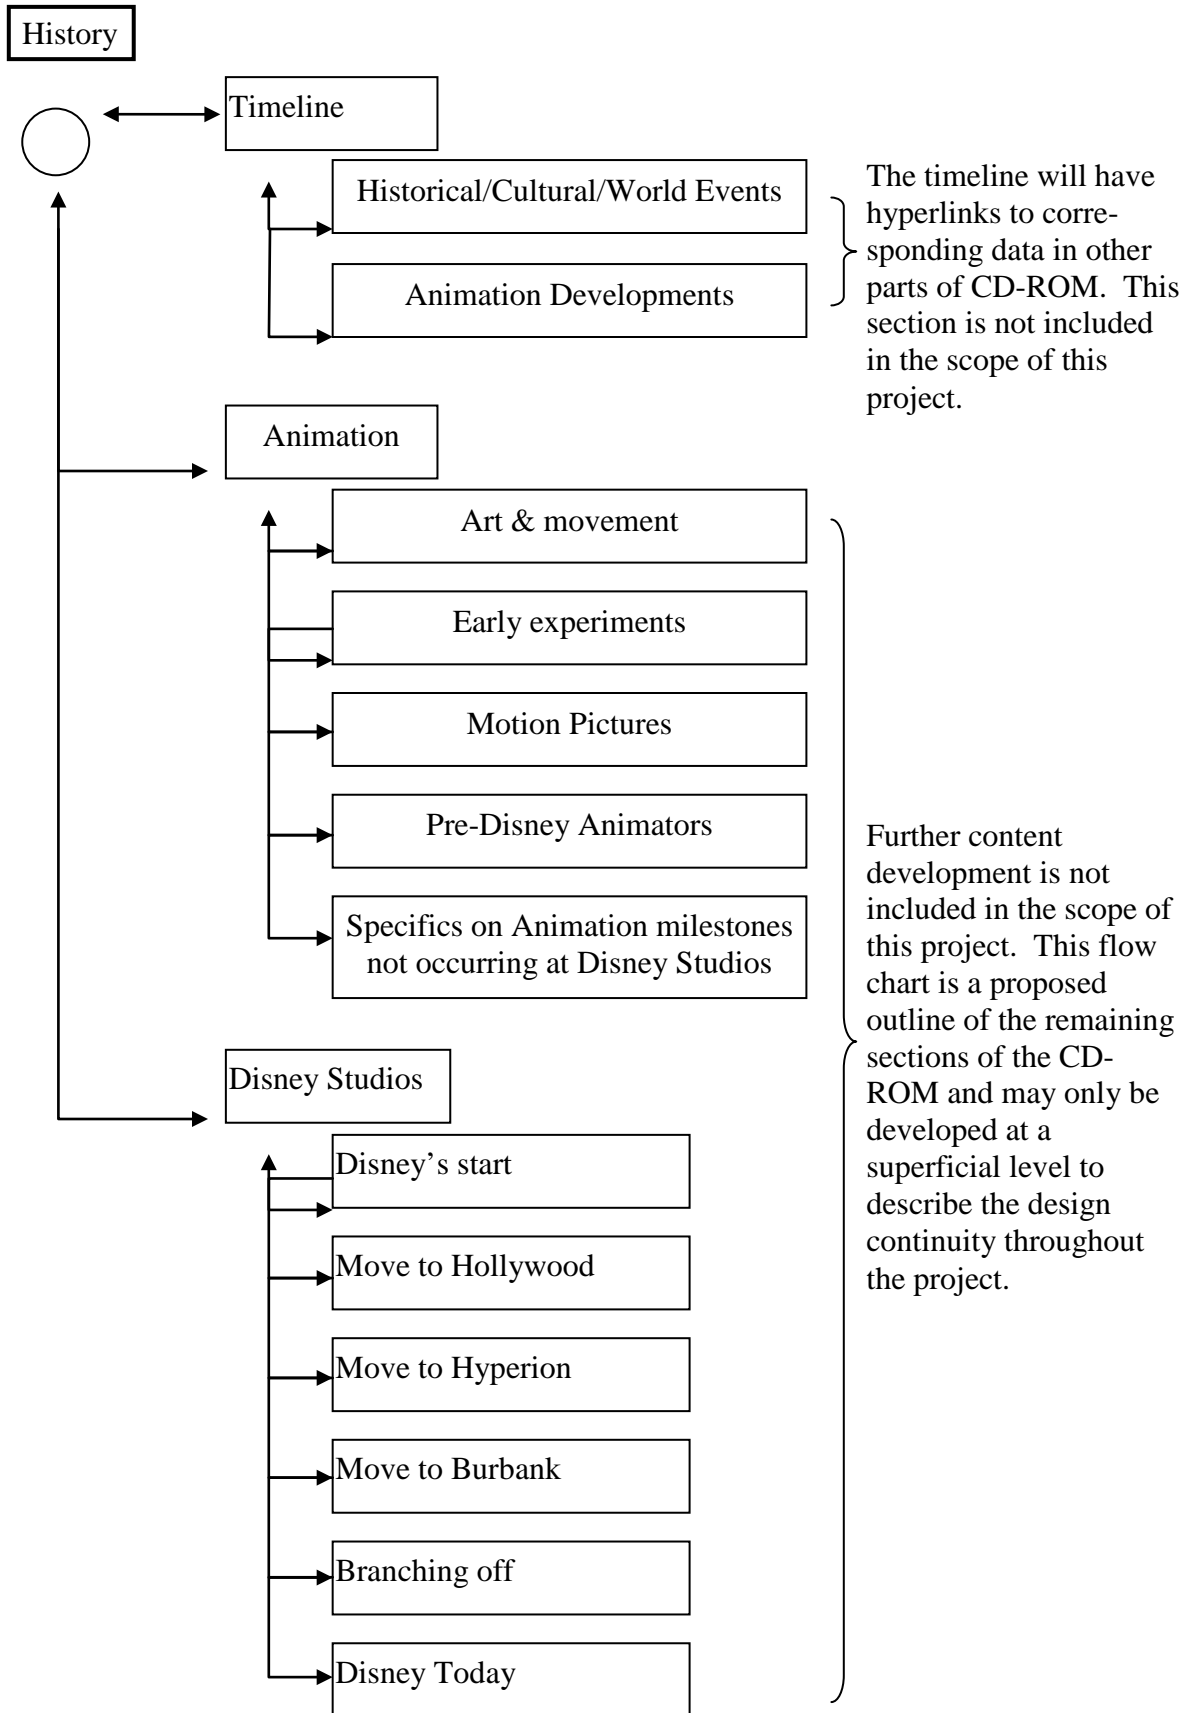 History
Timeline
Historical/Cultural/World Events
Animation Developments
The timeline will have
hyperlinks to corre-
sponding data in other
parts of CD-ROM.  This
section is not included
in the scope of this
project.
Animation
Art & movement
Early experiments
Motion Pictures
Pre-Disney Animators
Specifics on Animation milestones
not occurring at Disney Studios
Further content
development is not
included in the scope of
this project.  This flow
chart is a proposed
outline of the remaining
sections of the CD-
ROM and may only be
developed at a
superficial level to
describe the design
continuity throughout
the project.
Disney Studios
Disney’s start
Move to Hollywood
Move to Hyperion
Move to Burbank
Branching off
Disney Today